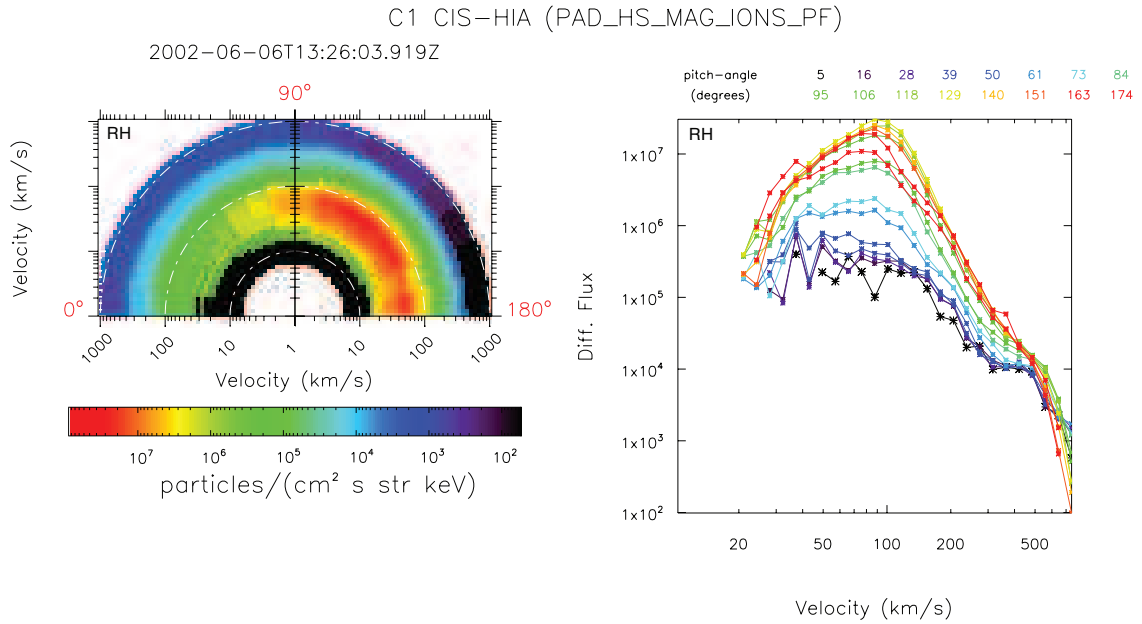 C1 CIS-HIA (PAD_HS_MAG_IONS_PF)
2002-06-06T13:26:03.919Z
90°
RH
Velocity (km/s)
0°
180°
1000 100 10 1 10 100 1000
Velocity (km/s)
10⁷ 10⁶ 10⁵ 10⁴ 10³ 10²
particles/(cm² s str keV)
pitch-angle 5 16 28 39 50 61 73 84
(degrees) 95 106 118 129 140 151 163 174
RH
1x10⁷
1x10⁶
1x10⁵
1x10⁴
1x10³
1x10²
Diff. Flux
20 50 100 200 500
Velocity (km/s)